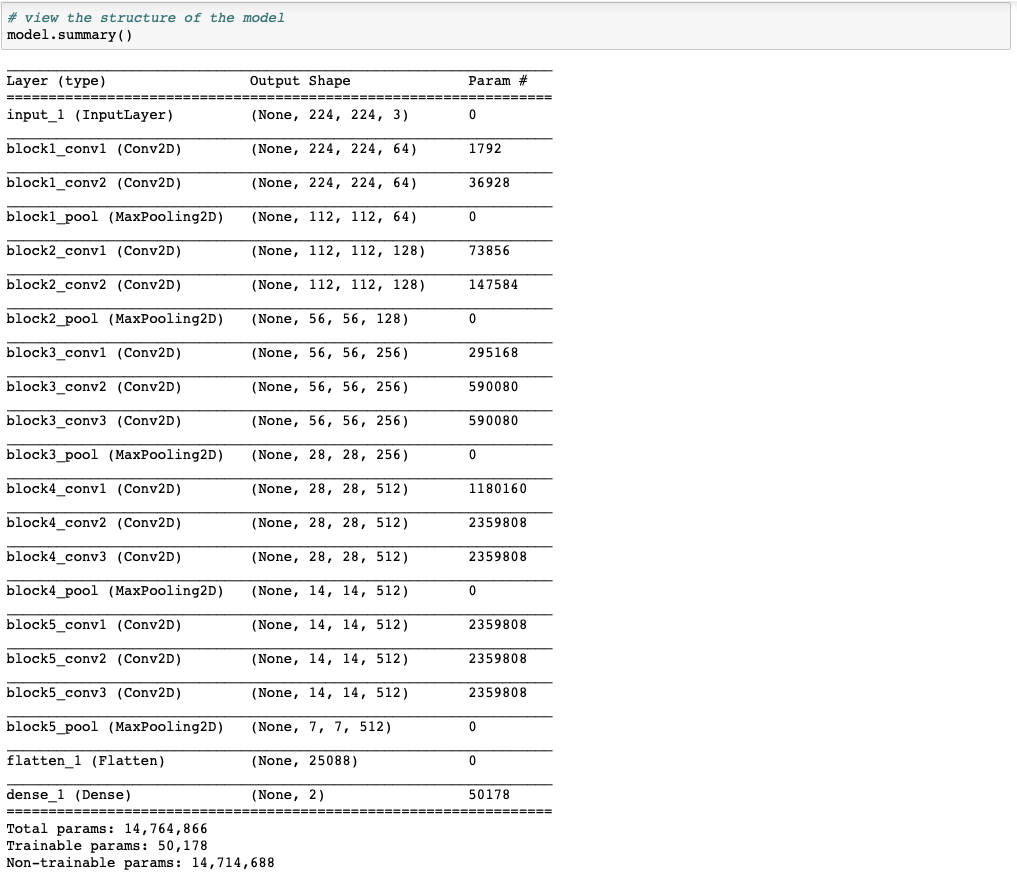 # view the structure of the model
model.summary()
Layer (type) Output Shape Param #
input_1 (InputLayer) (None, 224, 224, 3) 0
block1_conv1 (Conv2D) (None, 224, 224, 64) 1792
block1_conv2 (Conv2D) (None, 224, 224, 64) 36928
block1_pool (MaxPooling2D) (None, 112, 112, 64) 0
block2_conv1 (Conv2D) (None, 112, 112, 128) 73856
block2_conv2 (Conv2D) (None, 112, 112, 128) 147584
block2_pool (MaxPooling2D) (None, 56, 56, 128) 0
block3_conv1 (Conv2D) (None, 56, 56, 256) 295168
block3_conv2 (Conv2D) (None, 56, 56, 256) 590080
block3_conv3 (Conv2D) (None, 56, 56, 256) 590080
block3_pool (MaxPooling2D) (None, 28, 28, 256) 0
block4_conv1 (Conv2D) (None, 28, 28, 512) 1180160
block4_conv2 (Conv2D) (None, 28, 28, 512) 2359808
block4_conv3 (Conv2D) (None, 28, 28, 512) 2359808
block4_pool (MaxPooling2D) (None, 14, 14, 512) 0
block5_conv1 (Conv2D) (None, 14, 14, 512) 2359808
block5_conv2 (Conv2D) (None, 14, 14, 512) 2359808
block5_conv3 (Conv2D) (None, 14, 14, 512) 2359808
block5_pool (MaxPooling2D) (None, 7, 7, 512) 0
flatten_1 (Flatten) (None, 25088) 0
dense_1 (Dense) (None, 2) 50178
Total params: 14,764,866
Trainable params: 50,178
Non-trainable params: 14,714,688